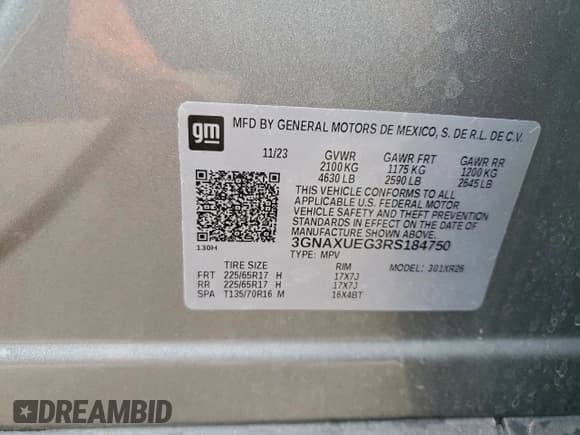 gm
MFD BY GENERAL MOTORS DE MEXICO, S. DE R.L. DE C.V.
11/23 GVWR GAWR FRT GAWR RR
2100 KG 1175 KG 1200 KG
4630 LB 2590 LB 2645 LB
THIS VEHICLE CONFORMS TO ALL
APPLICABLE U.S. FEDERAL MOTOR
VEHICLE SAFETY AND THEFT PREVENTION
STANDARDS IN EFFECT ON THE DATE OF
MANUFACTURE SHOWN ABOVE.
130H 3GNAXUEG3RS184750
TYPE: MPV MODEL: 301XR26
TIRE SIZE RIM
FRT 225/65R17 H 17X7J
RR 225/65R17 H 17X7J
SPA T135/70R16 M 16X4BT
DREAMBID